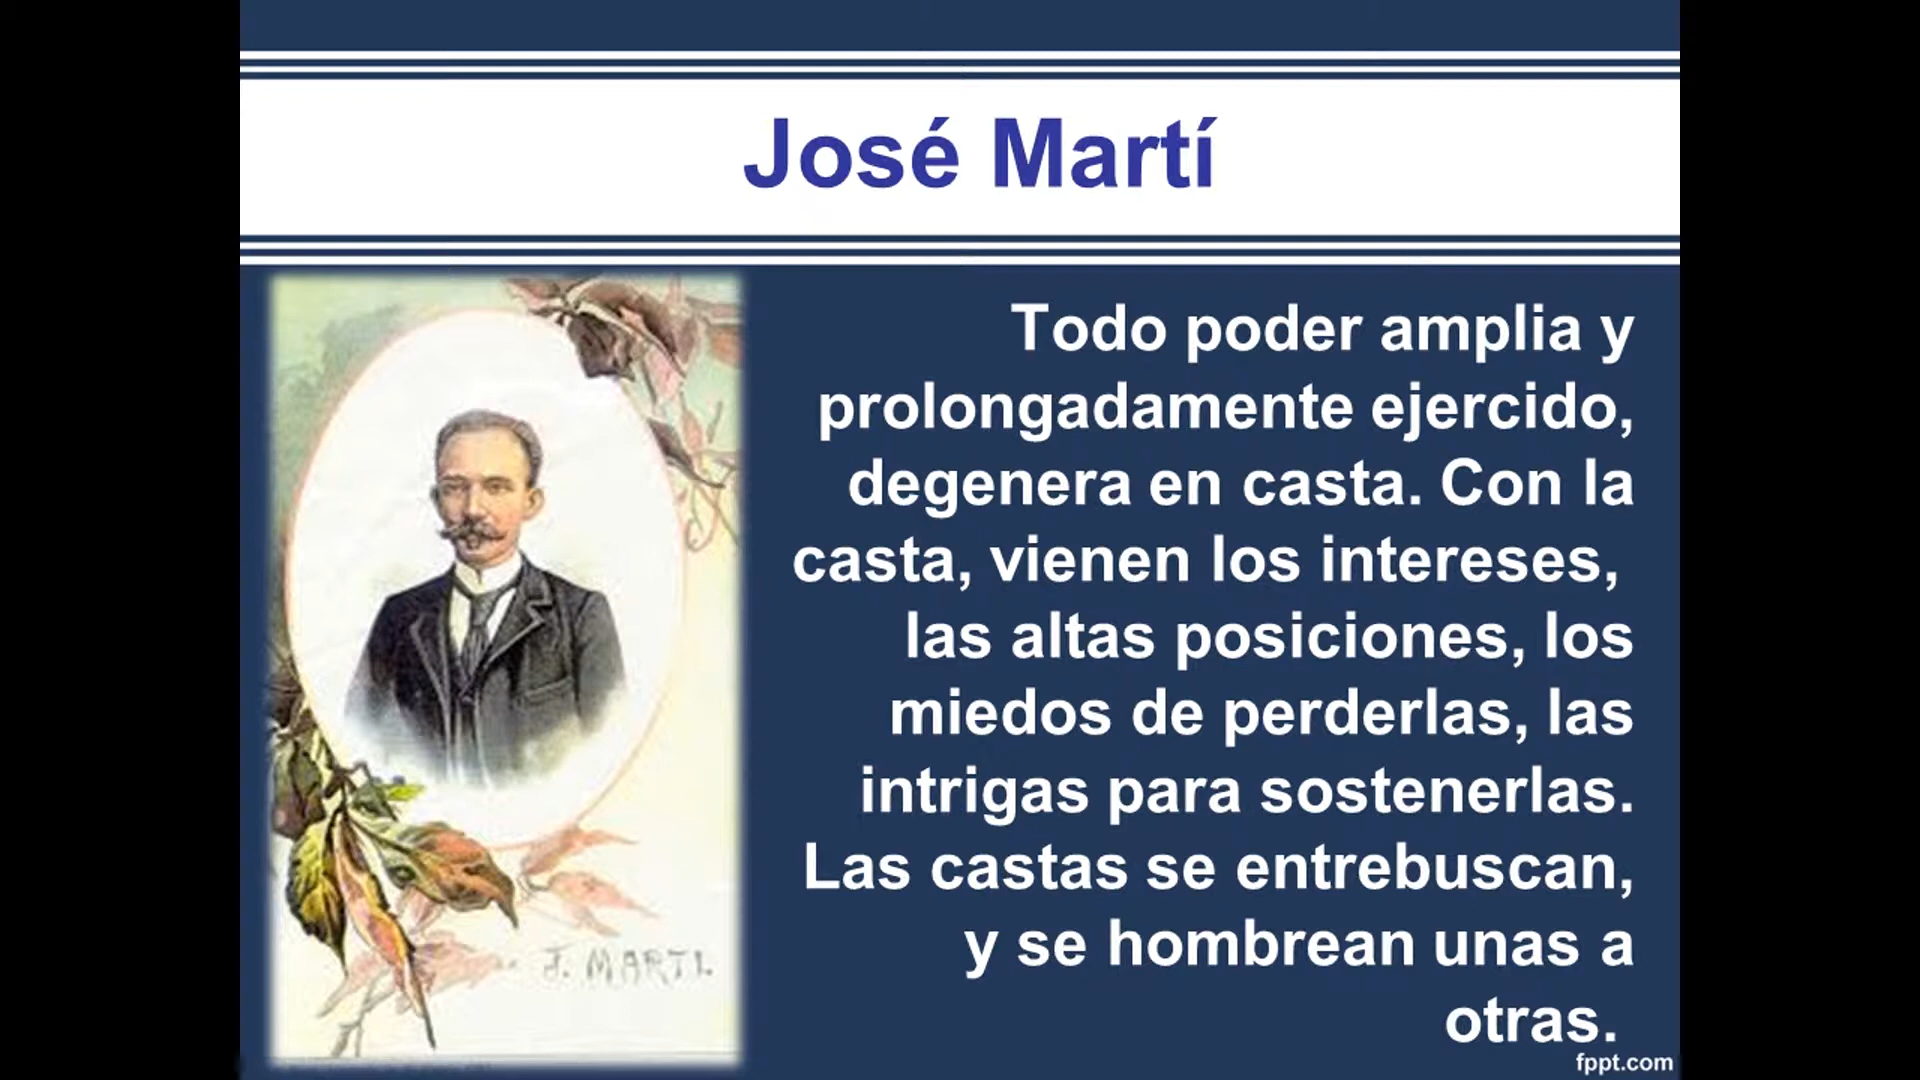 José Martí
Todo poder amplia y
prolongadamente ejercido,
degenera en casta. Con la
casta, vienen los intereses,
las altas posiciones, los
miedos de perderlas, las
intrigas para sostenerlas.
Las castas se entrebuscan,
y se hombrean unas a
otras.
J. MARTI.
fppt.com